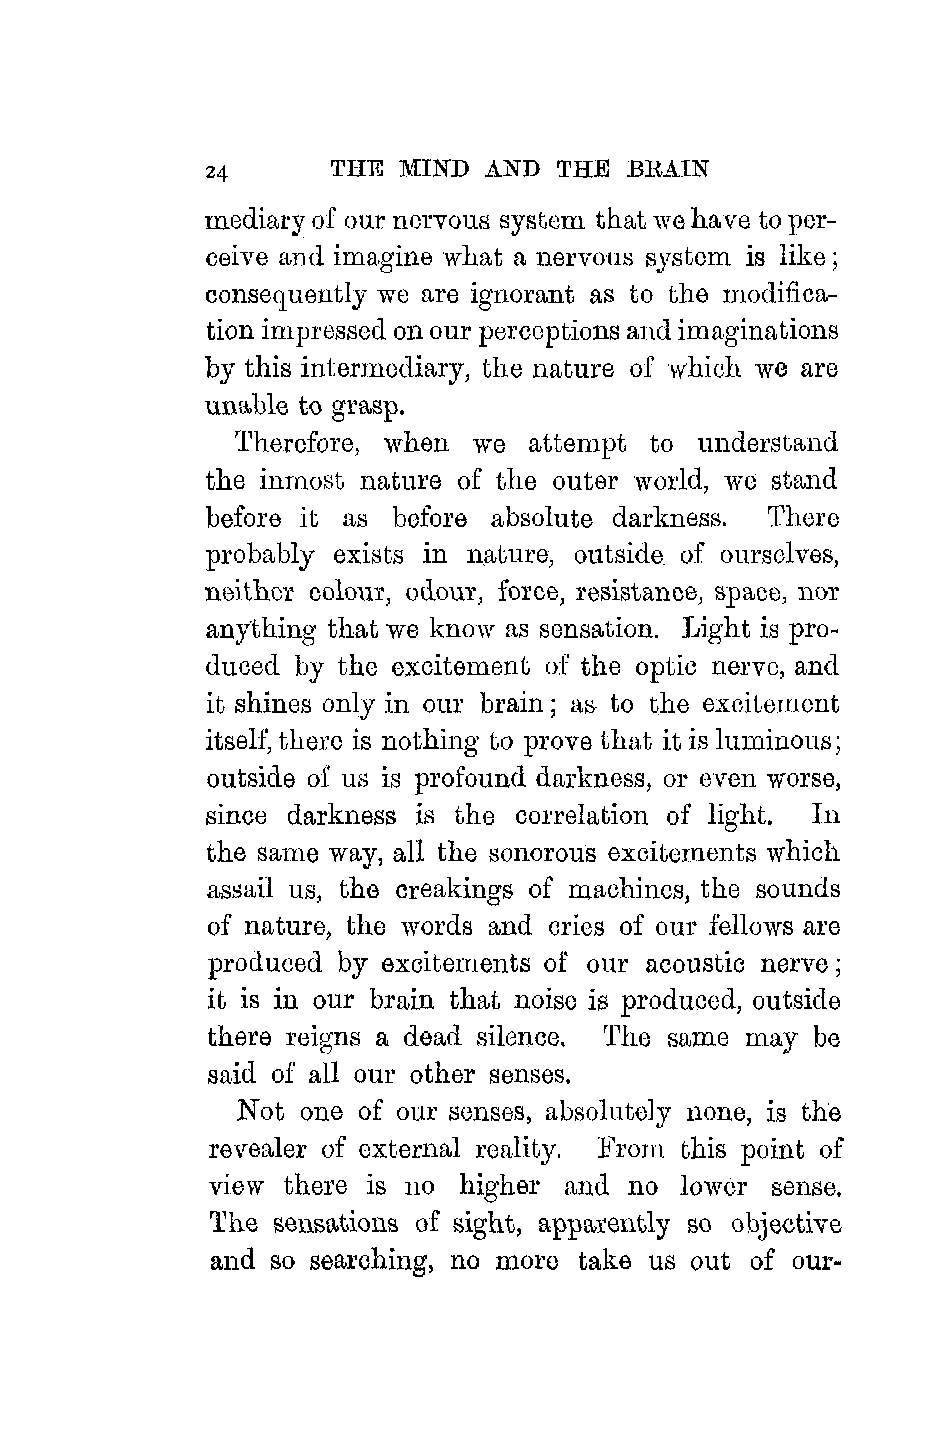 24 THE MIND AND THE BRAIN
mediary of our nervous system that we have to per-
ceive and imagine what a nervous system is like;
consequently we are ignorant as to the modifica-
tion impressed on our perceptions and imaginations
by this intermediary, the nature of which we are
unable to grasp.
Therefore, when we attempt to understand
the inmost nature of the outer world, we stand
before it as before absolute darkness. There
probably exists in nature, outside of ourselves,
neither colour, odour, force, resistance, space, nor
anything that we know as sensation. Light is pro-
duced by the excitement of the optic nerve, and
it shines only in our brain; as to the excitement
itself, there is nothing to prove that it is luminous;
outside of us is profound darkness, or even worse,
since darkness is the correlation of light. In
the same way, all the sonorous excitements which
assail us, the creakings of machines, the sounds
of nature, the words and cries of our fellows are
produced by excitements of our acoustic nerve;
it is in our brain that noise is produced, outside
there reigns a dead silence. The same may be
said of all our other senses.
Not one of our senses, absolutely none, is the
revealer of external reality. From this point of
view there is no higher and no lower sense.
The sensations of sight, apparently so objective
and so searching, no more take us out of our-